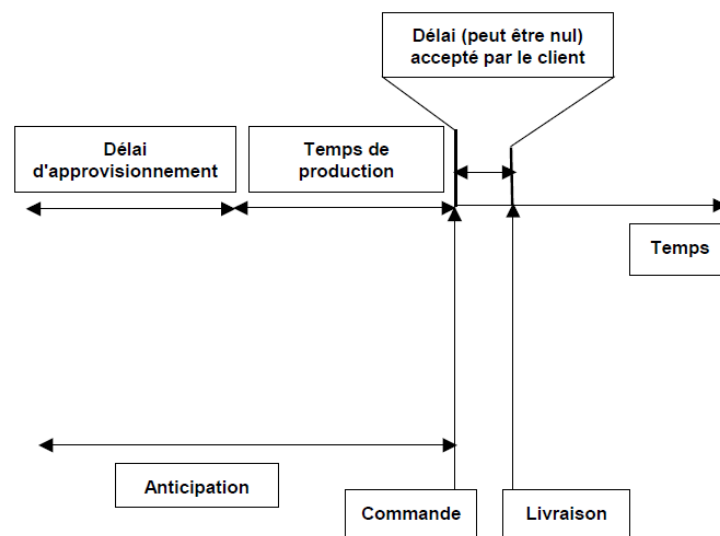 Délai (peut être nul)
accepté par le client
Délai
d'approvisionnement
Temps de
production
Temps
Anticipation
Commande
Livraison